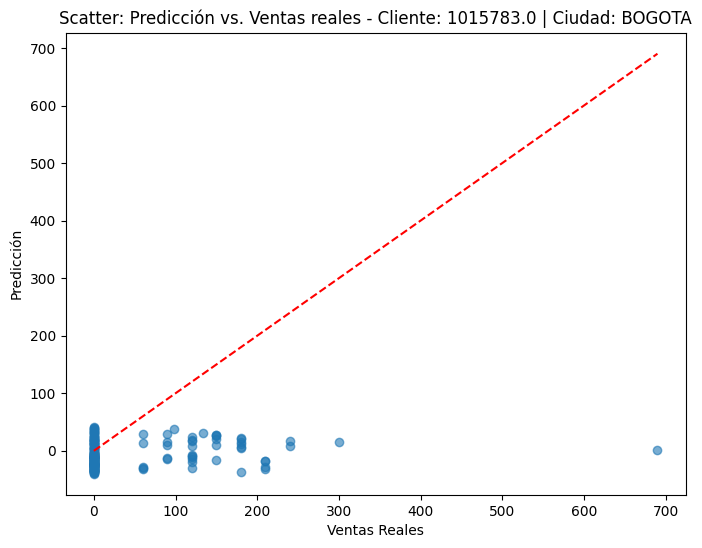 Scatter: Predicción vs. Ventas reales - Cliente: 1015783.0 | Ciudad: BOGOTA
700
600
500
400
300
200
100
0
Predicción
0 100 200 300 400 500 600 700
Ventas Reales